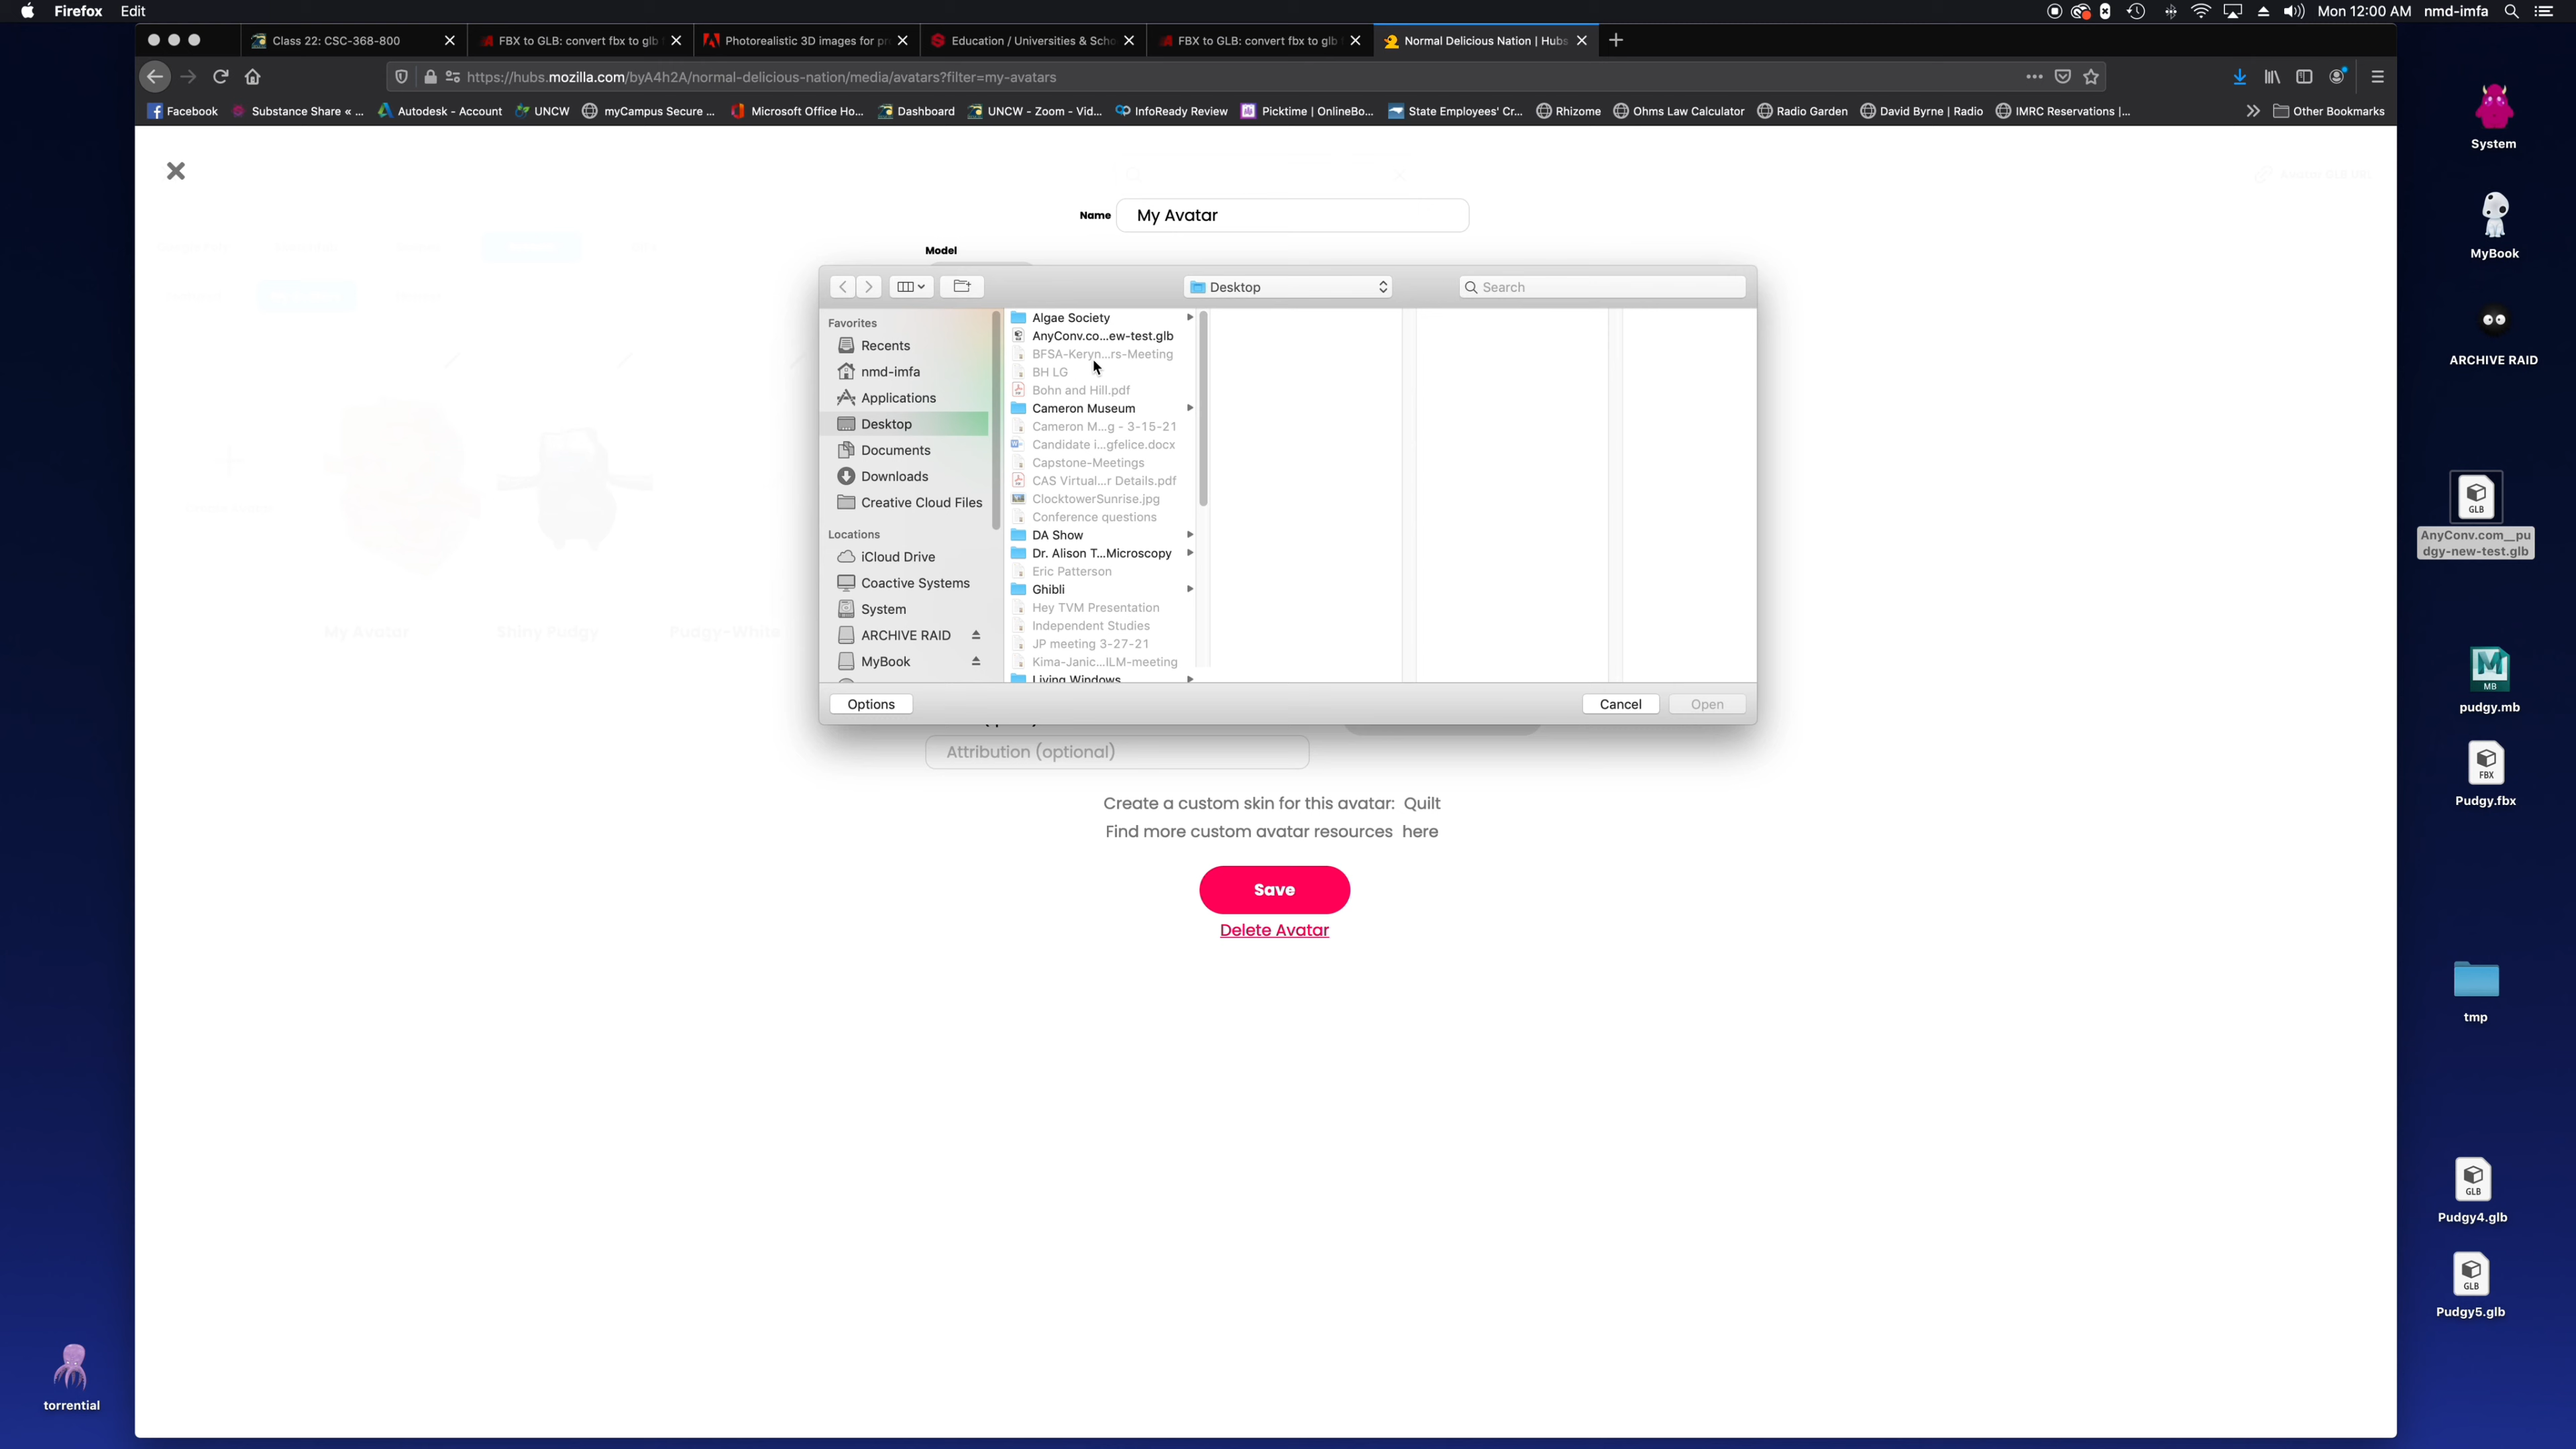 Firefox Edit
Mon 12:00 AM nmd-imfa
Class 22: CSC-368-800
FBX to GLB: convert fbx to glb
Photorealistic 3D images for pr
Education / Universities & Scho
FBX to GLB: convert fbx to glb
Normal Delicious Nation | Hubs
https://hubs.mozilla.com/byA4h2A/normal-delicious-nation/media/avatars?filter=my-avatars
Facebook
Substance Share « ...
Autodesk - Account
UNCW
myCampus Secure ...
Microsoft Office Ho...
Dashboard
UNCW - Zoom - Vid...
InfoReady Review
Picktime | OnlineBo...
State Employees' Cr...
Rhizome
Ohms Law Calculator
Radio Garden
David Byrne | Radio
IMRC Reservations |...
Other Bookmarks
Name My Avatar
Model
Desktop
Search
Favorites
Recents
nmd-imfa
Applications
Desktop
Documents
Downloads
Creative Cloud Files
Locations
iCloud Drive
Coactive Systems
System
ARCHIVE RAID
MyBook
Algae Society
AnyConv.co...ew-test.glb
BFSA-Keryn...rs-Meeting
BH LG
Bohn and Hill.pdf
Cameron Museum
Cameron M...g - 3-15-21
Candidate i...gfelice.docx
Capstone-Meetings
CAS Virtual...r Details.pdf
ClocktowerSunrise.jpg
Conference questions
DA Show
Dr. Alison T...Microscopy
Eric Patterson
Ghibli
Hey TVM Presentation
Independent Studies
JP meeting 3-27-21
Kima-Janic...ILM-meeting
Living Windows
Options
Cancel
Open
My Avatar
Shiny Pudgy
Pudgy-White
Attribution (optional)
Create a custom skin for this avatar: Quilt
Find more custom avatar resources here
Save
Delete Avatar
System
MyBook
ARCHIVE RAID
GLB
AnyConv.com__pu
dgy-new-test.glb
MB
pudgy.mb
FBX
Pudgy.fbx
tmp
GLB
Pudgy4.glb
GLB
Pudgy5.glb
torrential